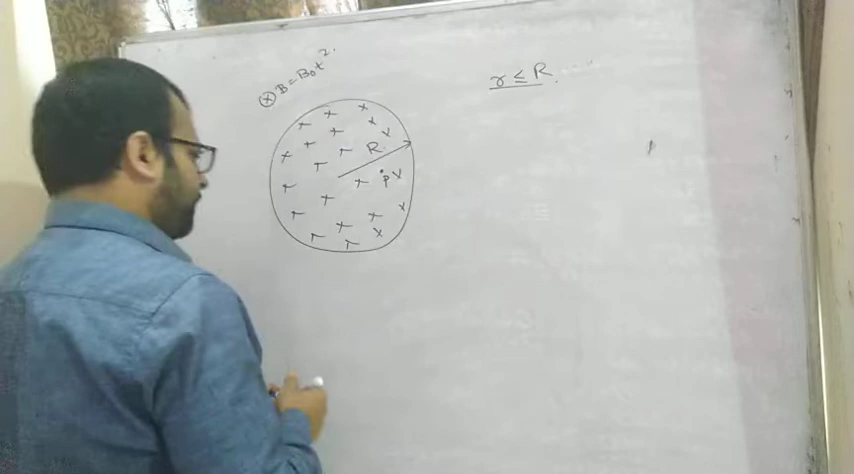 ⊗ B = B₀t².
r ≤ R
R
P